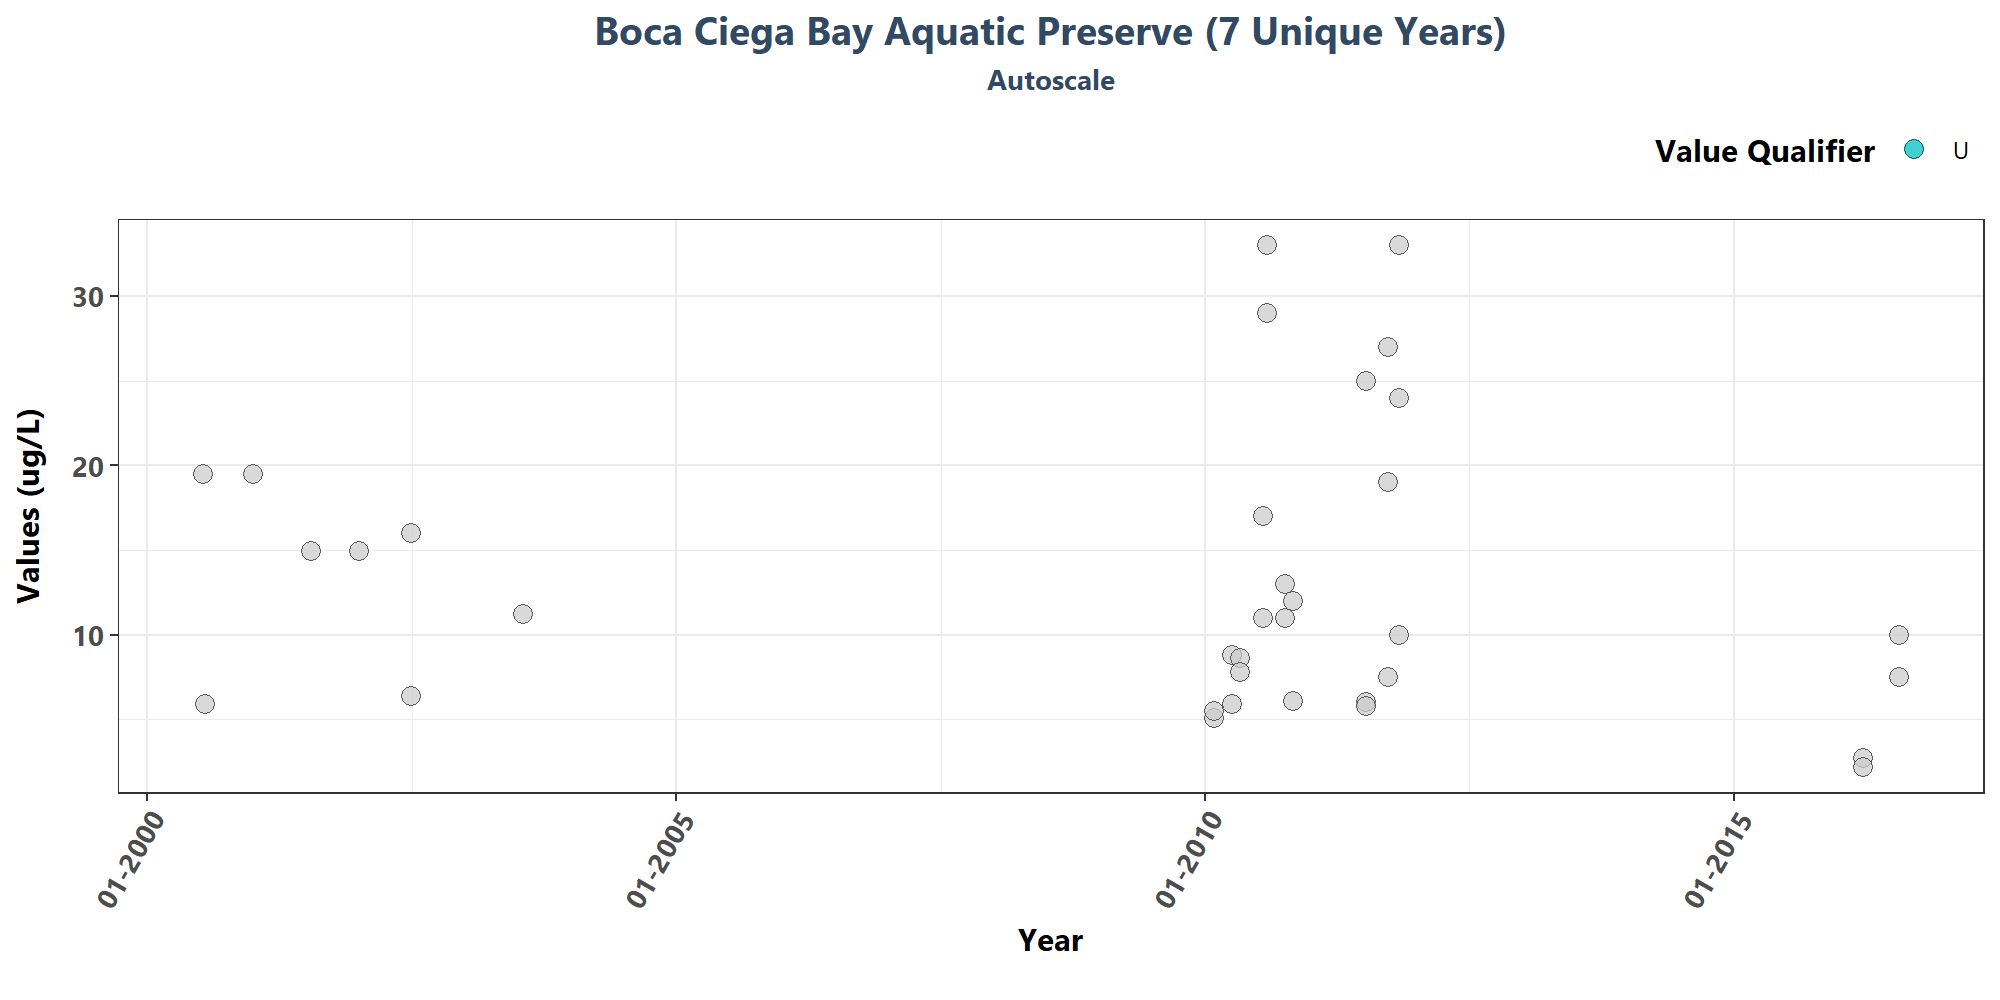 Boca Ciega Bay Aquatic Preserve (7 Unique Years)
Autoscale
Value Qualifier U
Values (ug/L)
30
20
10
01-2000 01-2005 01-2010 01-2015
Year